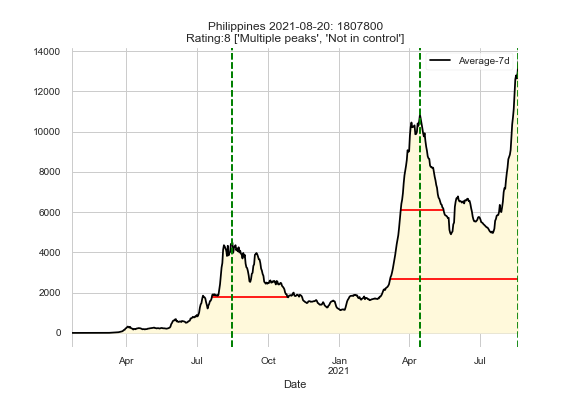 Philippines 2021-08-20: 1807800
Rating:8 ['Multiple peaks', 'Not in control']
14000
Average-7d
12000
10000
8000
6000
4000
2000
0
Apr Jul Oct Jan Apr Jul
2021
Date